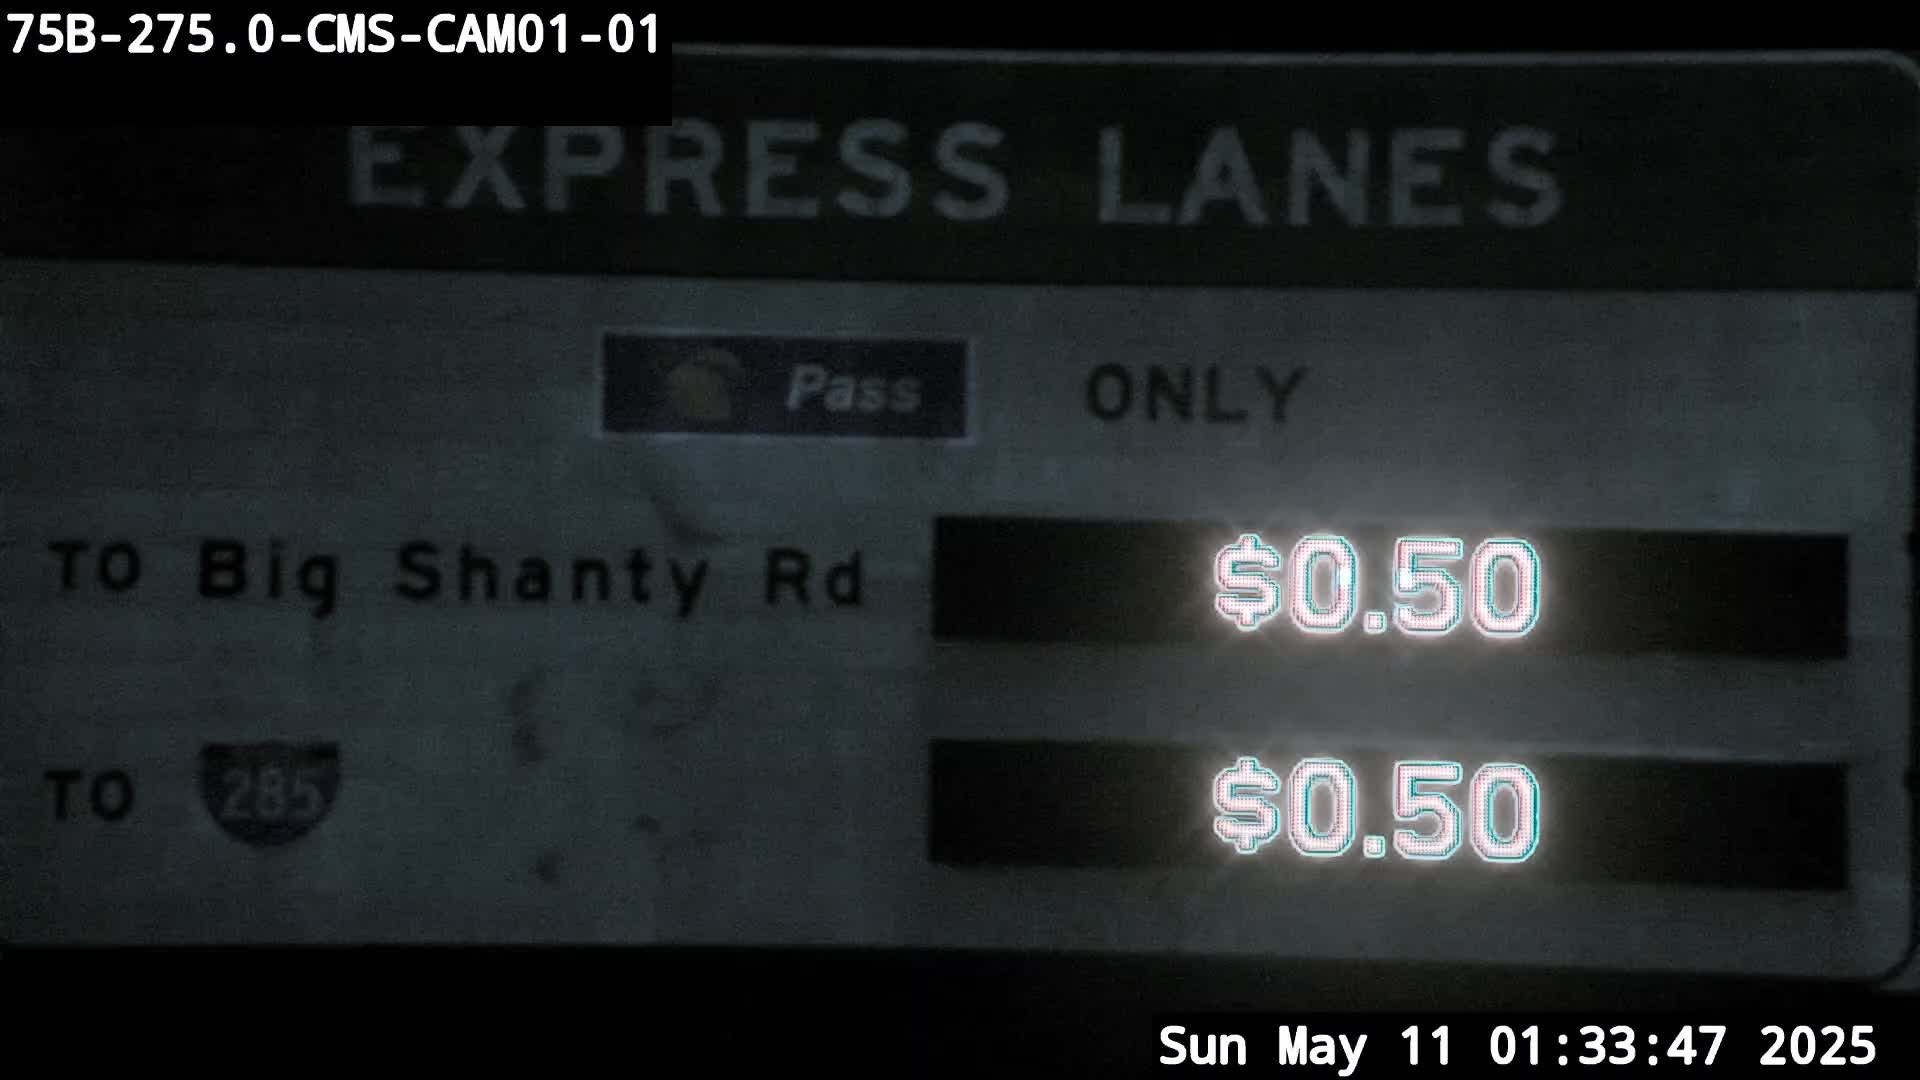 75B-275.0-CMS-CAM01-01
EXPRESS LANES
Pass ONLY
TO Big Shanty Rd $0.50
TO 285 $0.50
Sun May 11 01:33:47 2025